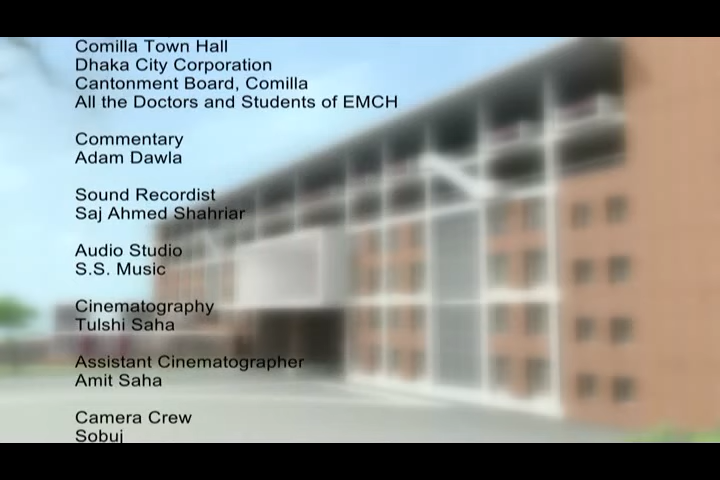 Comilla Town Hall
Dhaka City Corporation
Cantonment Board, Comilla
All the Doctors and Students of EMCH
Commentary
Adam Dawla
Sound Recordist
Saj Ahmed Shahriar
Audio Studio
S.S. Music
Cinematography
Tulshi Saha
Assistant Cinematographer
Amit Saha
Camera Crew
Sobuj